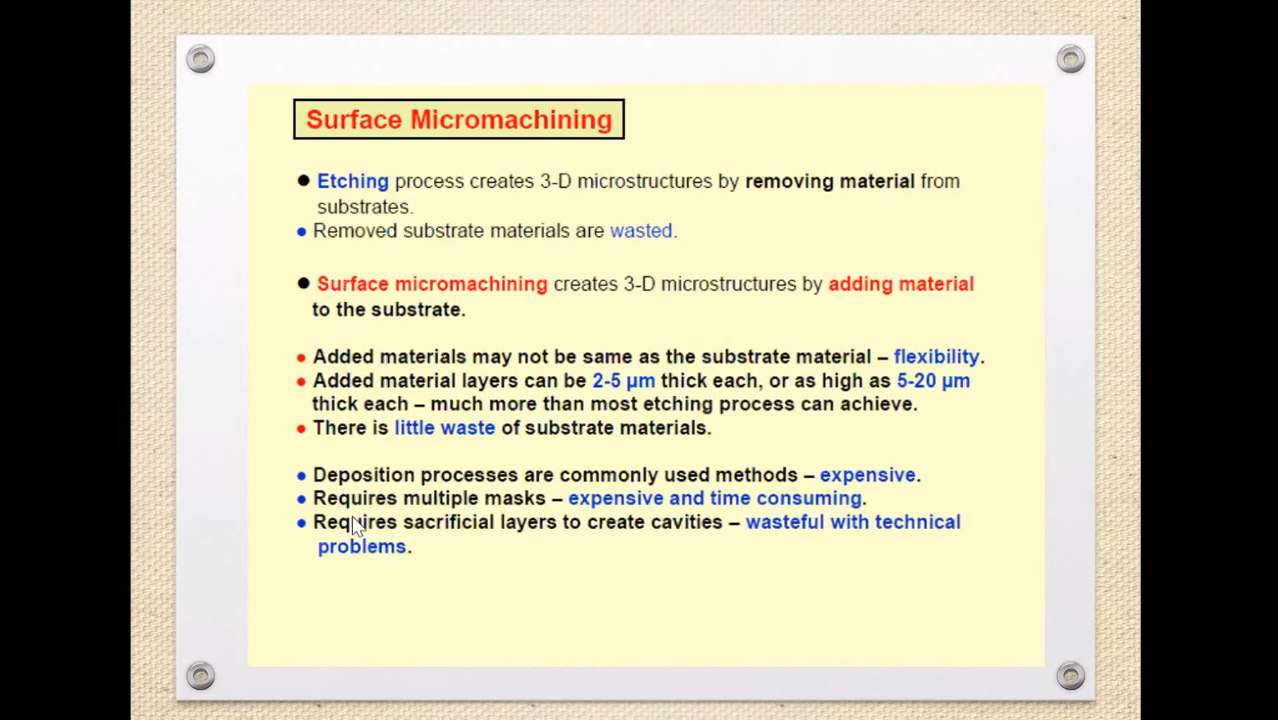 Surface Micromachining
● Etching process creates 3-D microstructures by removing material from
substrates.
● Removed substrate materials are wasted.
● Surface micromachining creates 3-D microstructures by adding material
to the substrate.
● Added materials may not be same as the substrate material – flexibility.
● Added material layers can be 2-5 μm thick each, or as high as 5-20 μm
thick each – much more than most etching process can achieve.
● There is little waste of substrate materials.
● Deposition processes are commonly used methods – expensive.
● Requires multiple masks – expensive and time consuming.
● Requires sacrificial layers to create cavities – wasteful with technical
problems.